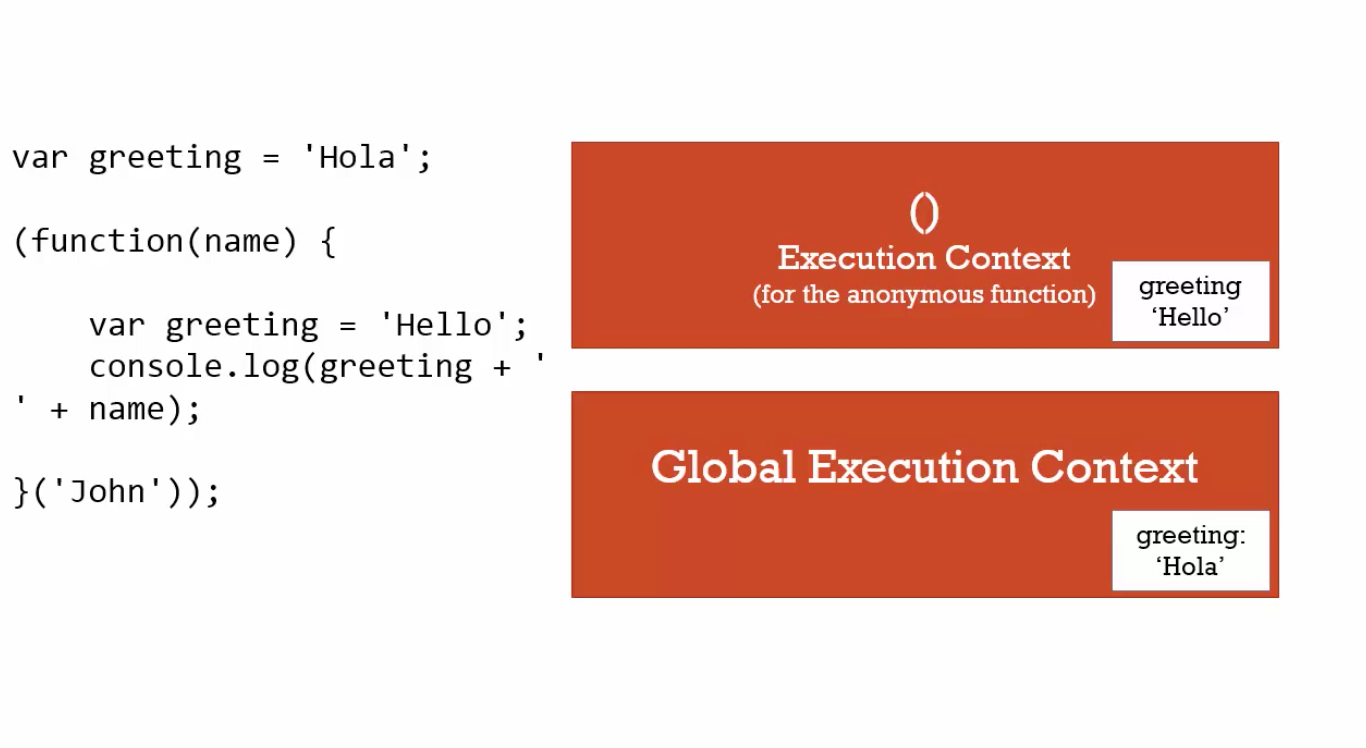 var greeting = 'Hola';
(function(name) {
    var greeting = 'Hello';
    console.log(greeting + '
' + name);
}('John'));
()
Execution Context
(for the anonymous function)
greeting
‘Hello’
Global Execution Context
greeting:
‘Hola’